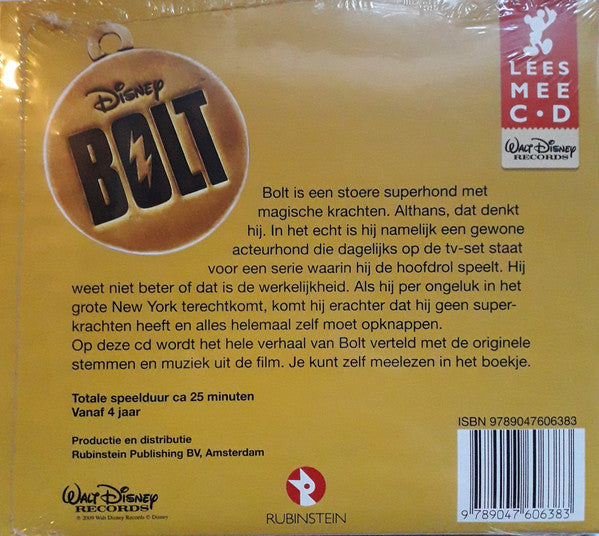 Disney
BOLT
LEES
MEE
C•D
Walt Disney
RECORDS
Bolt is een stoere superhond met
magische krachten. Althans, dat denkt
hij. In het echt is hij namelijk een gewone
acteurhond die dagelijks op de tv-set staat
voor een serie waarin hij de hoofdrol speelt. Hij
weet niet beter of dat is de werkelijkheid. Als hij per ongeluk in het
grote New York terechtkomt, komt hij erachter dat hij geen super-
krachten heeft en alles helemaal zelf moet opknappen.
Op deze cd wordt het hele verhaal van Bolt verteld met de originele
stemmen en muziek uit de film. Je kunt zelf meelezen in het boekje.
Totale speelduur ca 25 minuten
Vanaf 4 jaar
Productie en distributie
Rubinstein Publishing BV, Amsterdam
ISBN 9789047606383
9 789047 606383
Walt Disney
RECORDS
℗ 2009 Walt Disney Records © Disney
RUBINSTEIN